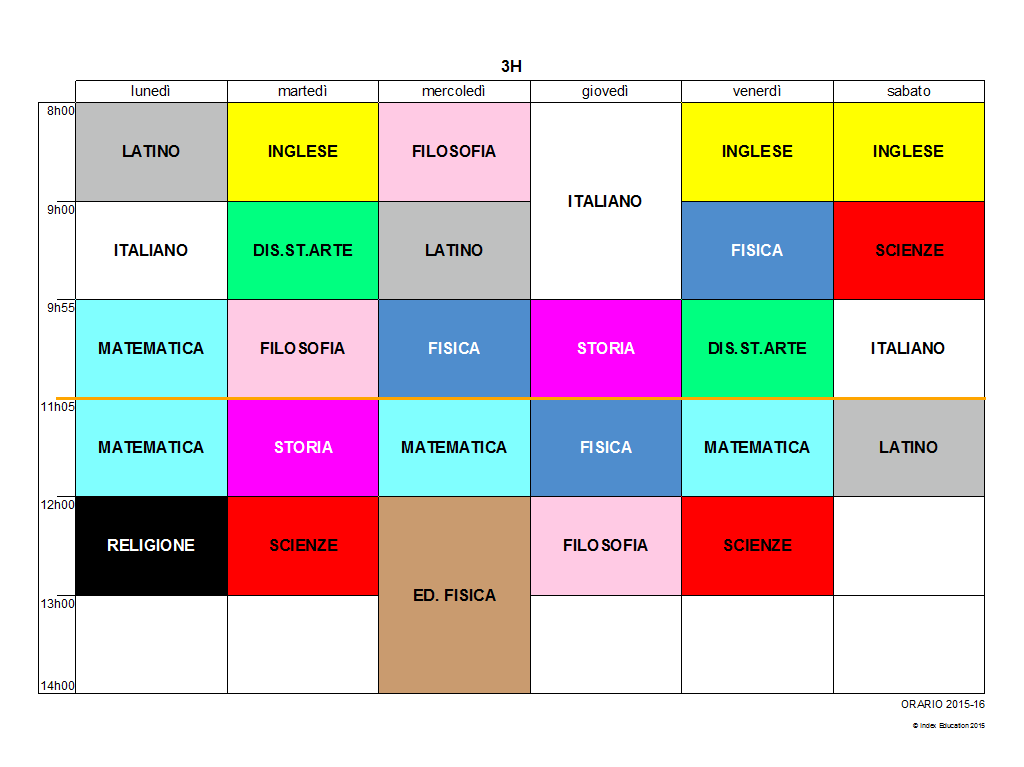 3H
lunedì martedì mercoledì giovedì venerdì sabato
8h00
LATINO INGLESE FILOSOFIA INGLESE INGLESE
ITALIANO
9h00
ITALIANO DIS.ST.ARTE LATINO FISICA SCIENZE
9h55
MATEMATICA FILOSOFIA FISICA STORIA DIS.ST.ARTE ITALIANO
11h05
MATEMATICA STORIA MATEMATICA FISICA MATEMATICA LATINO
12h00
RELIGIONE SCIENZE FILOSOFIA SCIENZE
ED. FISICA
13h00
14h00
ORARIO 2015-16
© Index Education 2015